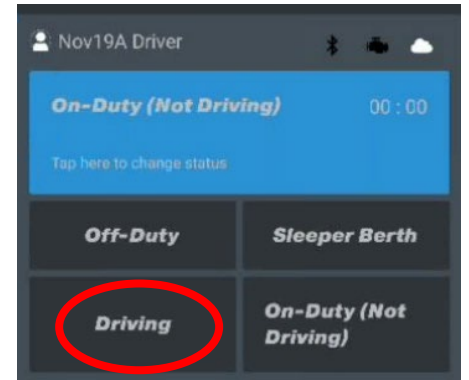 Nov19A Driver
On-Duty (Not Driving) 00 : 00
Tap here to change status
Off-Duty
Sleeper Berth
Driving
On-Duty (Not
Driving)